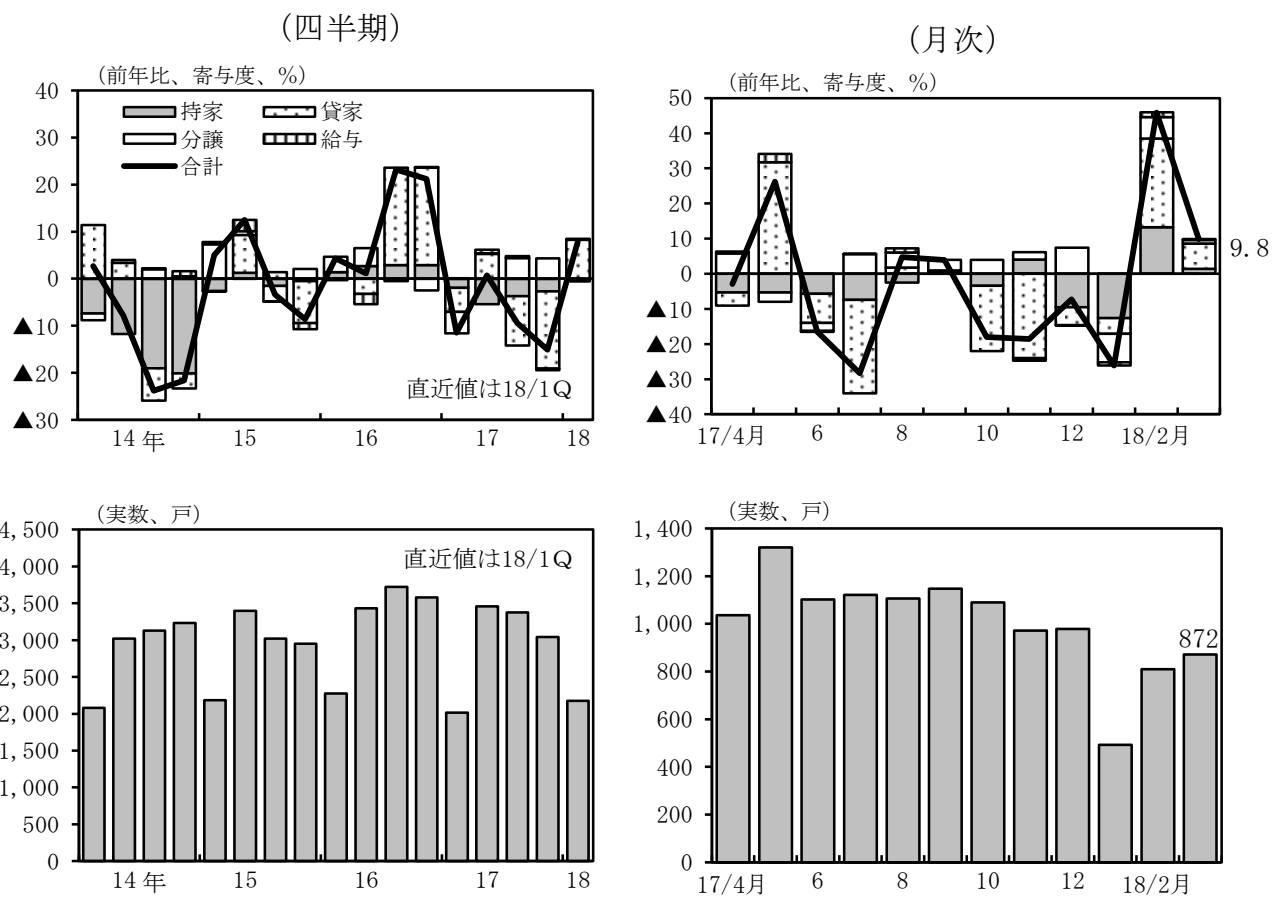 (四半期)
(前年比、寄与度、%)
40
30
20
10
0
▲10
▲20
▲30
持家
貸家
分譲
給与
合計
直近値は18/1Q
14年
15
16
17
18
(月次)
(前年比、寄与度、%)
50
40
30
20
10
0
▲10
▲20
▲30
▲40
9.8
17/4月
6
8
10
12
18/2月
(実数、戸)
4,500
4,000
3,500
3,000
2,500
2,000
1,500
1,000
500
0
直近値は18/1Q
14年
15
16
17
18
(実数、戸)
1,400
1,200
1,000
800
600
400
200
0
872
17/4月
6
8
10
12
18/2月